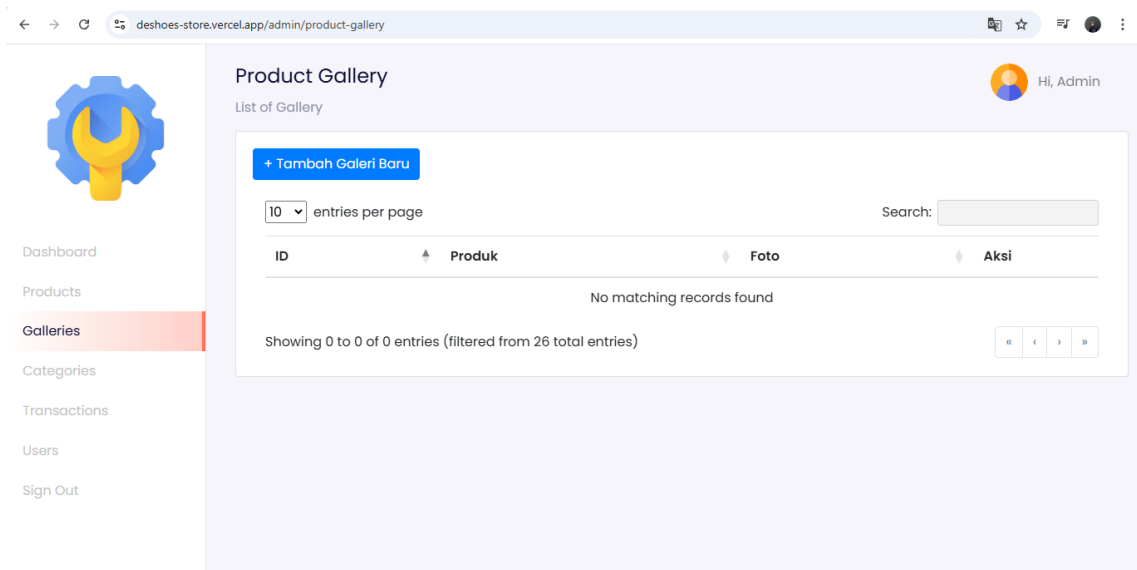 deshoes-store.vercel.app/admin/product-gallery
Product Gallery
Hi, Admin
List of Gallery
+ Tambah Galeri Baru
10 entries per page
Search:
ID Produk Foto Aksi
No matching records found
Showing 0 to 0 of 0 entries (filtered from 26 total entries)
« ‹ › »
Dashboard
Products
Galleries
Categories
Transactions
Users
Sign Out